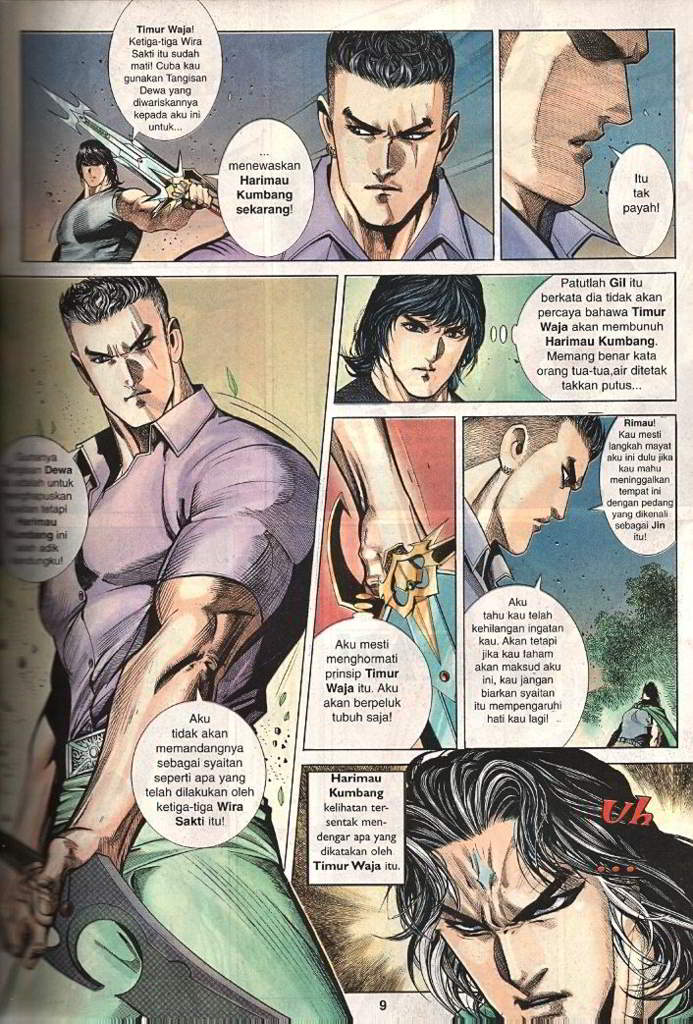 Timur Waja!
Ketiga-tiga Wira
Sakti itu sudah
mati! Cuba kau
gunakan Tangisan
Dewa yang
diwariskannya
kepada aku ini
untuk...
...
menewaskan
Harimau
Kumbang
sekarang!
Itu
tak
payah!
Patutlah Gil itu
berkata dia tidak akan
percaya bahawa Timur
Waja akan membunuh
Harimau Kumbang.
Memang benar kata
orang tua-tua,air ditetak
takkan putus...
Dewa
untuk
tetapi
Harimau
Kumbang ini
adik
Aku
tidak akan
memandangnya
sebagai syaitan
seperti apa yang
telah dilakukan oleh
ketiga-tiga Wira
Sakti itu!
Aku mesti
menghormati
prinsip Timur
Waja itu. Aku
akan berpeluk
tubuh saja!
Rimau!
Kau mesti
langkah mayat
aku ini dulu jika
kau mahu
meninggalkan
tempat ini
dengan pedang
yang dikenali
sebagai Jin
itu!
Aku
tahu kau telah
kehilangan ingatan
kau. Akan tetapi
jika kau faham
akan maksud aku
ini, kau jangan
biarkan syaitan
itu mempengaruhi
hati kau lagi!
Harimau
Kumbang
kelihatan ter-
sentak men-
dengar apa yang
dikatakan oleh
Timur Waja itu.
Uh
...
9